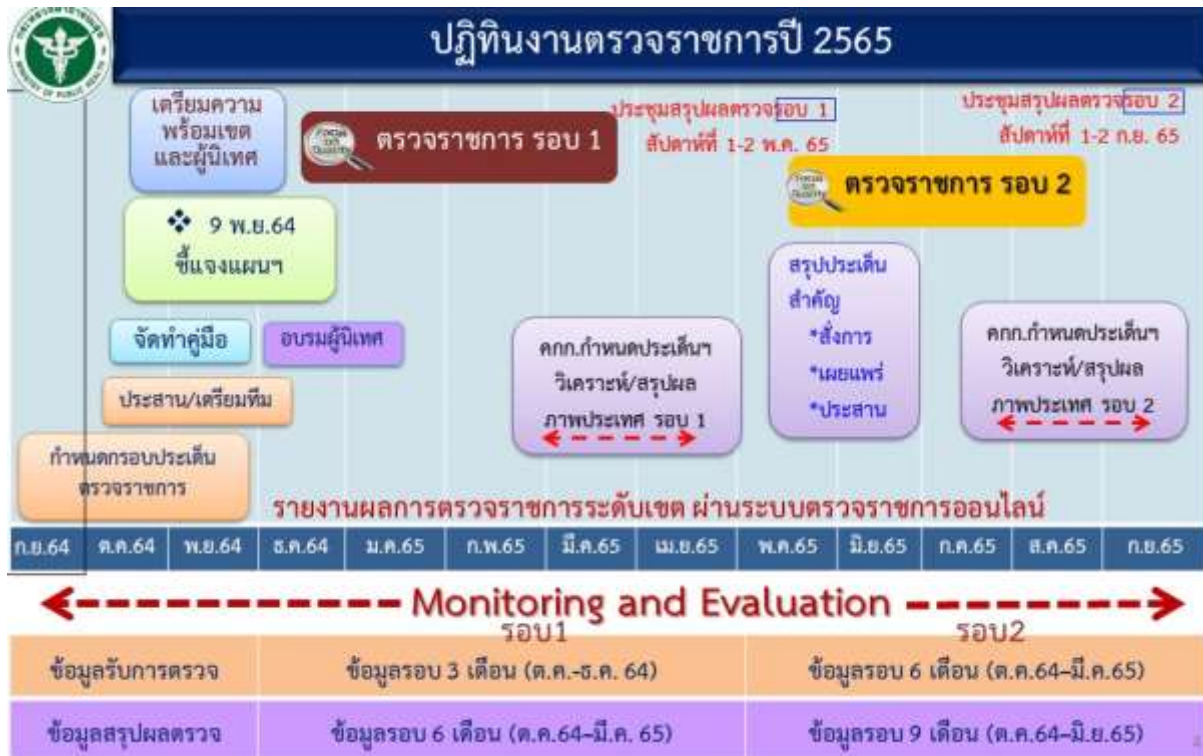 กระทรวงสาธารณสุข
MINISTRY OF PUBLIC HEALTH
ปฏิทินงานตรวจราชการปี 2565
เตรียมความ
พร้อมเขต
และผู้นิเทศ
Focus
on
Quality
ตรวจราชการ รอบ 1
ประชุมสรุปผลตรวจรอบ 1
สัปดาห์ที่ 1-2 พ.ค. 65
ประชุมสรุปผลตรวจรอบ 2
สัปดาห์ที่ 1-2 ก.ย. 65
Focus
on
Quality
ตรวจราชการ รอบ 2
❖ 9 พ.ย.64
ชี้แจงแผนฯ
จัดทำคู่มือ
อบรมผู้นิเทศ
ประสาน/เตรียมทีม
กำหนดกรอบประเด็น
ตรวจราชการ
คกก.กำหนดประเด็นฯ
วิเคราะห์/สรุปผล
ภาพประเทศ รอบ 1
สรุปประเด็น
สำคัญ
*สั่งการ
*เผยแพร่
*ประสาน
คกก.กำหนดประเด็นฯ
วิเคราะห์/สรุปผล
ภาพประเทศ รอบ 2
รายงานผลการตรวจราชการระดับเขต ผ่านระบบตรวจราชการออนไลน์
ก.ย.64 ต.ค.64 พ.ย.64 ธ.ค.64 ม.ค.65 ก.พ.65 มี.ค.65 เม.ย.65 พ.ค.65 มิ.ย.65 ก.ค.65 ส.ค.65 ก.ย.65
Monitoring and Evaluation
รอบ1 รอบ2
ข้อมูลรับการตรวจ ข้อมูลรอบ 3 เดือน (ต.ค.-ธ.ค. 64) ข้อมูลรอบ 6 เดือน (ต.ค.64–มี.ค.65)
ข้อมูลสรุปผลตรวจ ข้อมูลรอบ 6 เดือน (ต.ค.64–มี.ค. 65) ข้อมูลรอบ 9 เดือน (ต.ค.64–มิ.ย.65)